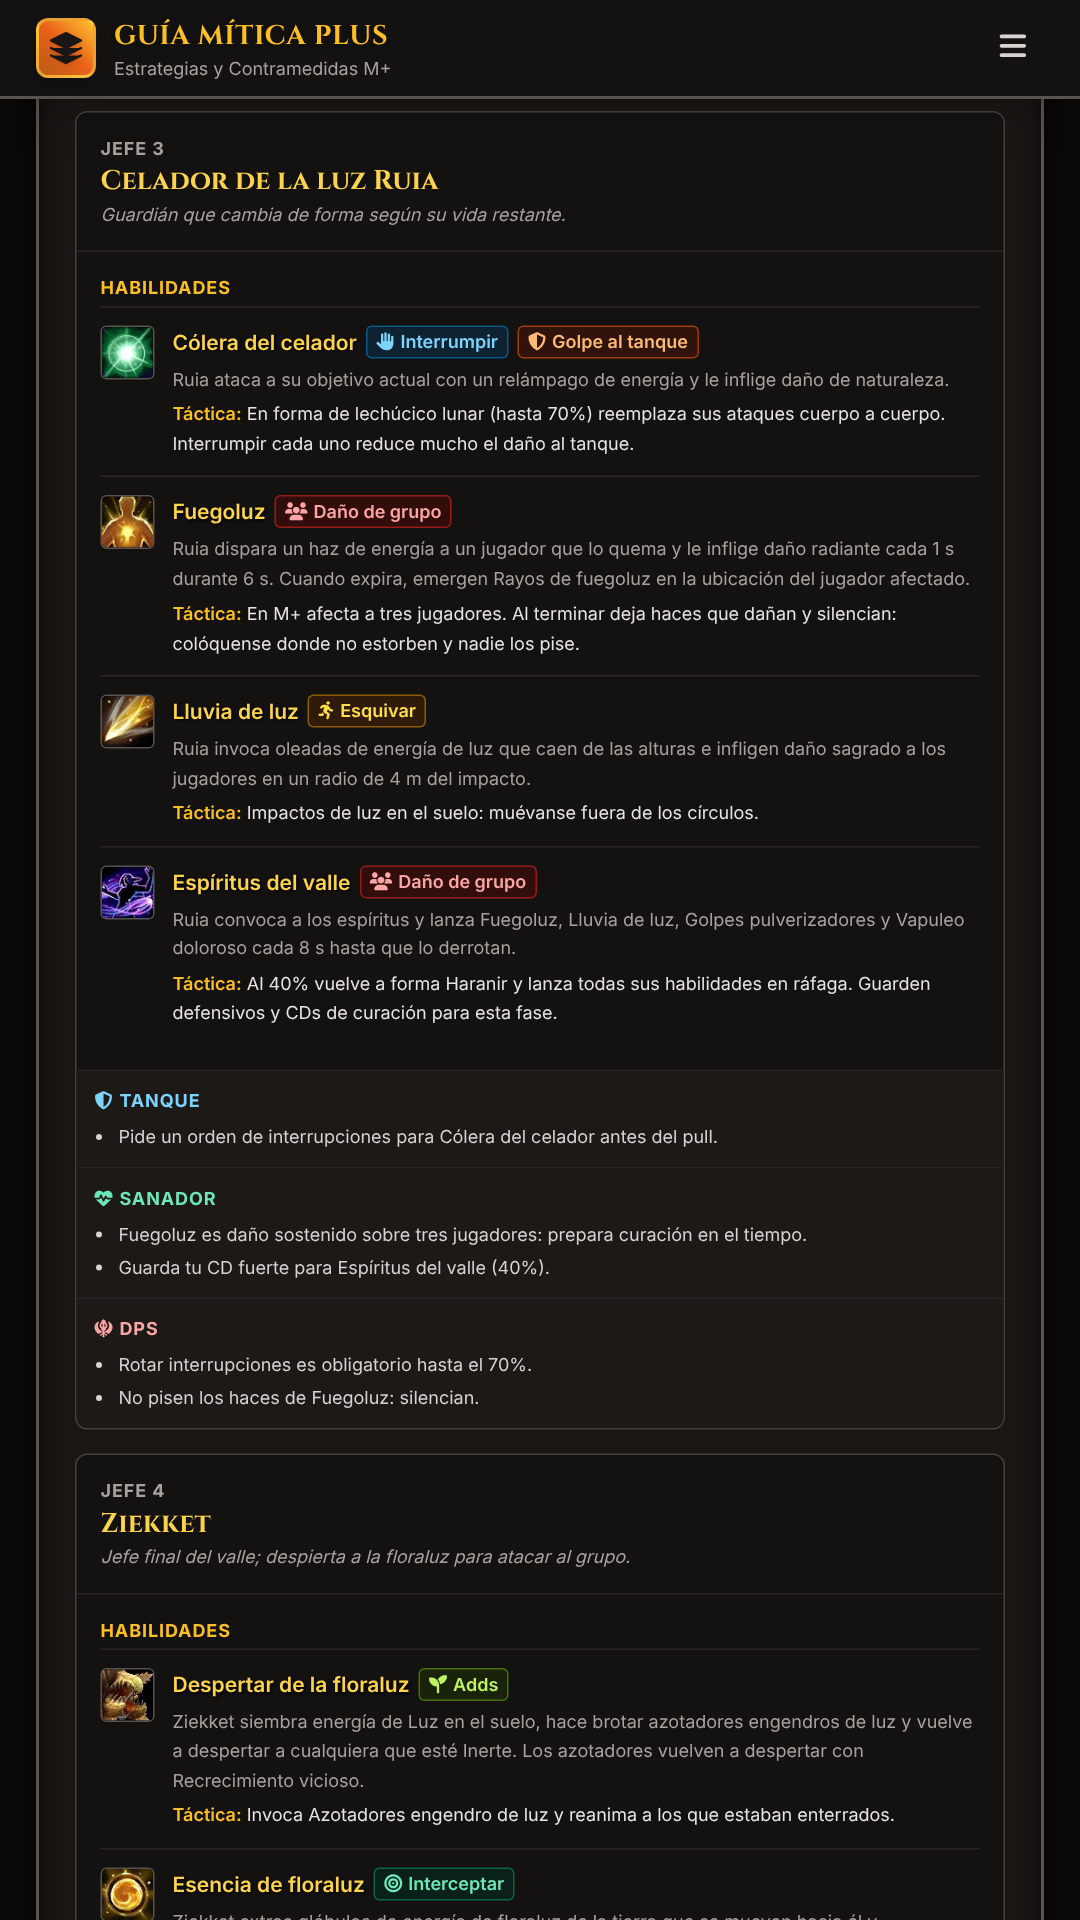 GUÍA MÍTICA PLUS
Estrategias y Contramedidas M+
JEFE 3
Celador de la luz Ruia
Guardián que cambia de forma según su vida restante.
HABILIDADES
Cólera del celador Interrumpir Golpe al tanque
Ruia ataca a su objetivo actual con un relámpago de energía y le inflige daño de naturaleza.
Táctica: En forma de lechúcico lunar (hasta 70%) reemplaza sus ataques cuerpo a cuerpo.
Interrumpir cada uno reduce mucho el daño al tanque.
Fuegoluz Daño de grupo
Ruia dispara un haz de energía a un jugador que lo quema y le inflige daño radiante cada 1 s
durante 6 s. Cuando expira, emergen Rayos de fuegoluz en la ubicación del jugador afectado.
Táctica: En M+ afecta a tres jugadores. Al terminar deja haces que dañan y silencian:
colóquense donde no estorben y nadie los pise.
Lluvia de luz Esquivar
Ruia invoca oleadas de energía de luz que caen de las alturas e infligen daño sagrado a los
jugadores en un radio de 4 m del impacto.
Táctica: Impactos de luz en el suelo: muévanse fuera de los círculos.
Espíritus del valle Daño de grupo
Ruia convoca a los espíritus y lanza Fuegoluz, Lluvia de luz, Golpes pulverizadores y Vapuleo
doloroso cada 8 s hasta que lo derrotan.
Táctica: Al 40% vuelve a forma Haranir y lanza todas sus habilidades en ráfaga. Guarden
defensivos y CDs de curación para esta fase.
TANQUE
• Pide un orden de interrupciones para Cólera del celador antes del pull.
SANADOR
• Fuegoluz es daño sostenido sobre tres jugadores: prepara curación en el tiempo.
• Guarda tu CD fuerte para Espíritus del valle (40%).
DPS
• Rotar interrupciones es obligatorio hasta el 70%.
• No pisen los haces de Fuegoluz: silencian.
JEFE 4
Ziekket
Jefe final del valle; despierta a la floraluz para atacar al grupo.
HABILIDADES
Despertar de la floraluz Adds
Ziekket siembra energía de Luz en el suelo, hace brotar azotadores engendros de luz y vuelve
a despertar a cualquiera que esté Inerte. Los azotadores vuelven a despertar con
Recrecimiento vicioso.
Táctica: Invoca Azotadores engendro de luz y reanima a los que estaban enterrados.
Esencia de floraluz Interceptar
Ziekket extrae glóbulos de energía de floraluz de la tierra que se mueven hacia él y